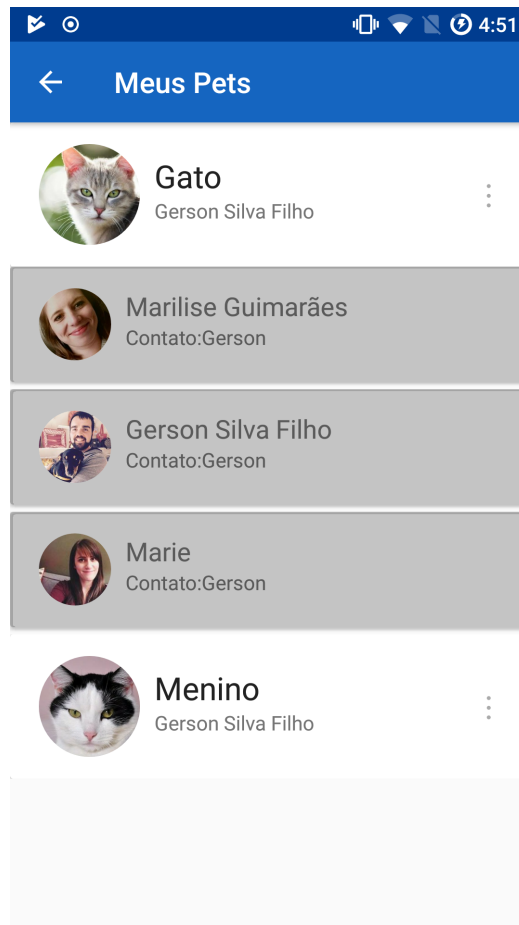 4:51
Meus Pets
Gato
Gerson Silva Filho
Marilise Guimarães
Contato:Gerson
Gerson Silva Filho
Contato:Gerson
Marie
Contato:Gerson
Menino
Gerson Silva Filho